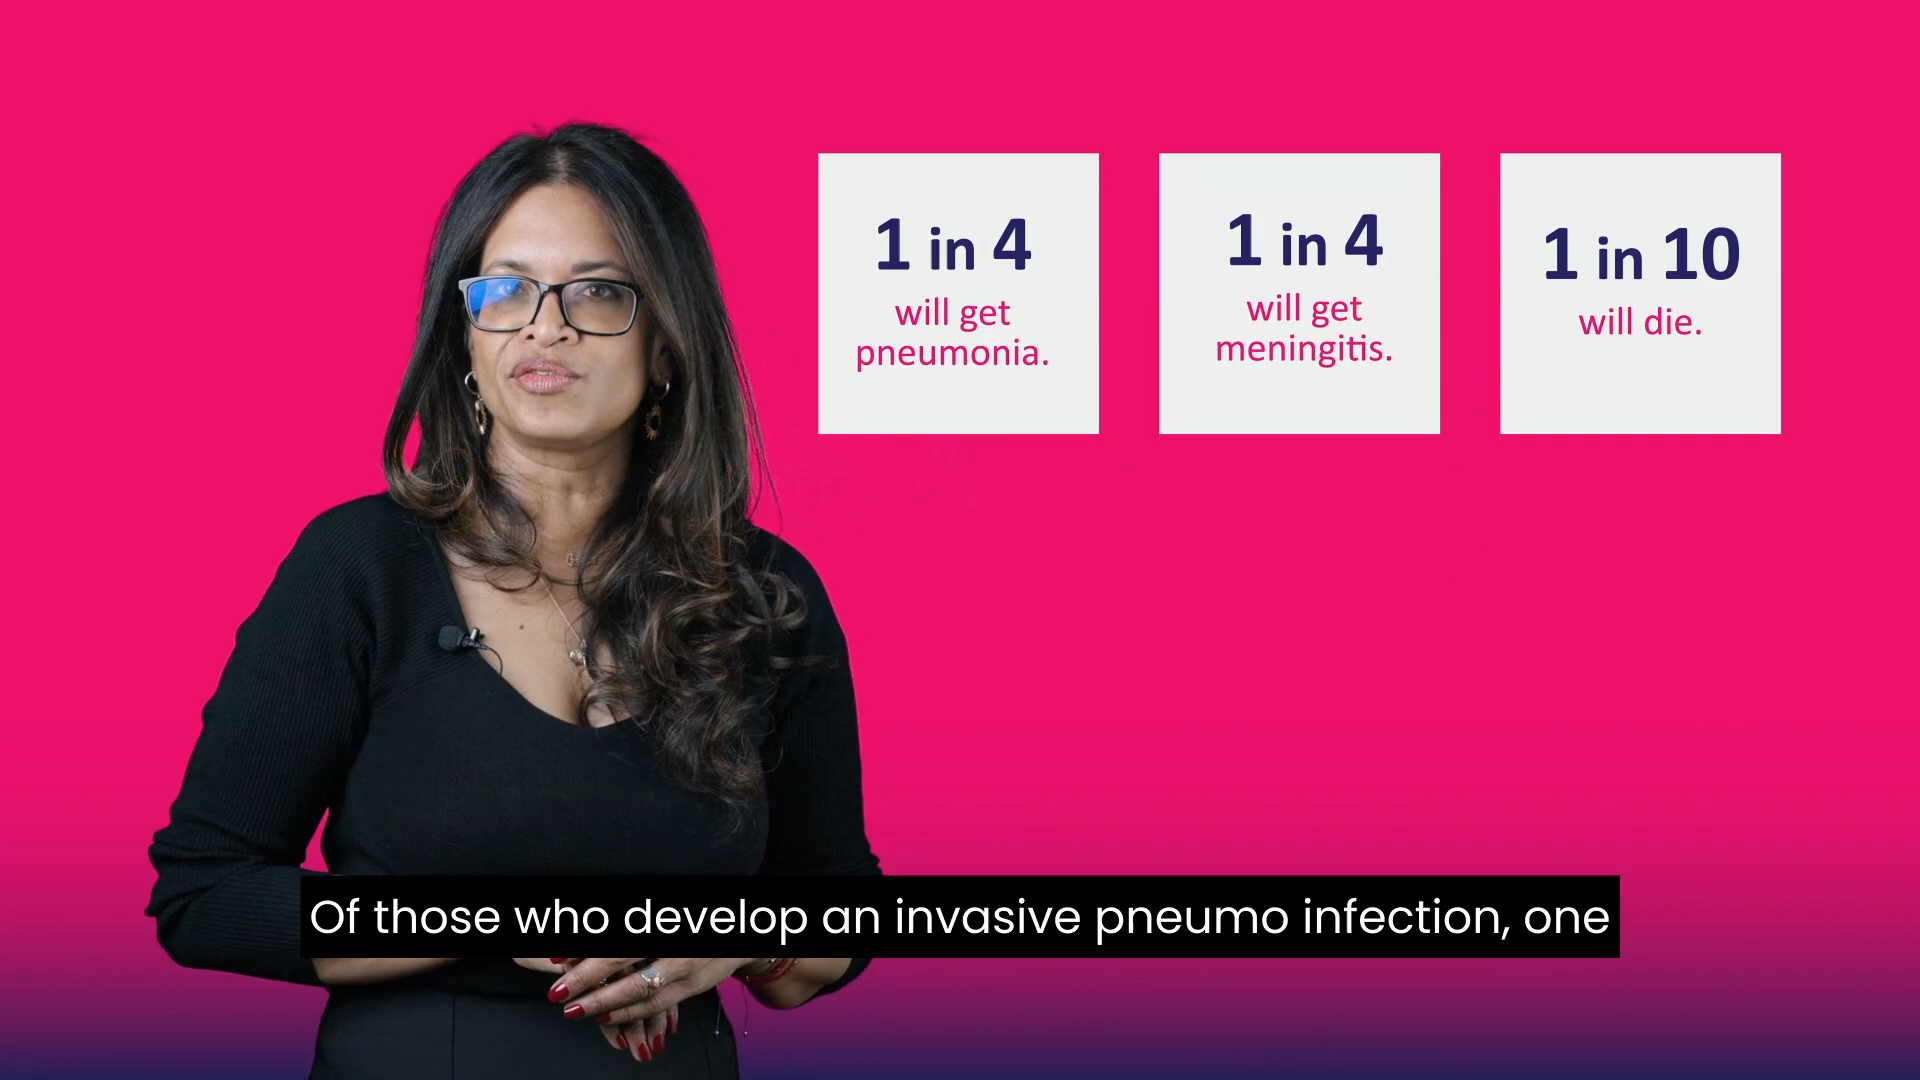 1 in 4
will get
pneumonia.
1 in 4
will get
meningitis.
1 in 10
will die.
Of those who develop an invasive pneumo infection, one